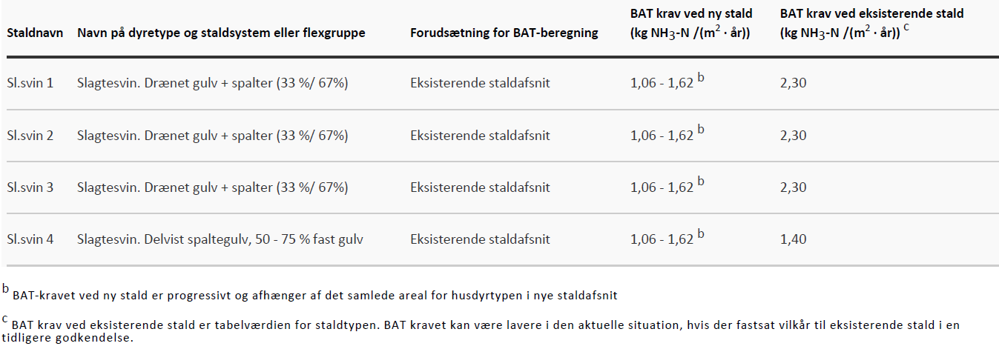 Staldnavn Navn på dyretype og staldsystem eller flexgruppe Forudsætning for BAT-beregning BAT krav ved ny stald (kg NH3-N /(m² · år)) BAT krav ved eksisterende stald (kg NH3-N /(m² · år)) c
Sl.svin 1 Slagtesvin. Drænet gulv + spalter (33 %/ 67%) Eksisterende staldafsnit 1,06 - 1,62 b 2,30
Sl.svin 2 Slagtesvin. Drænet gulv + spalter (33 %/ 67%) Eksisterende staldafsnit 1,06 - 1,62 b 2,30
Sl.svin 3 Slagtesvin. Drænet gulv + spalter (33 %/ 67%) Eksisterende staldafsnit 1,06 - 1,62 b 2,30
Sl.svin 4 Slagtesvin. Delvist spaltegulv, 50 - 75 % fast gulv Eksisterende staldafsnit 1,06 - 1,62 b 1,40
b BAT-kravet ved ny stald er progressivt og afhænger af det samlede areal for husdyrtypen i nye staldafsnit
c BAT krav ved eksisterende stald er tabelværdien for staldtypen. BAT kravet kan være lavere i den aktuelle situation, hvis der fastsat vilkår til eksisterende stald i en
tidligere godkendelse.